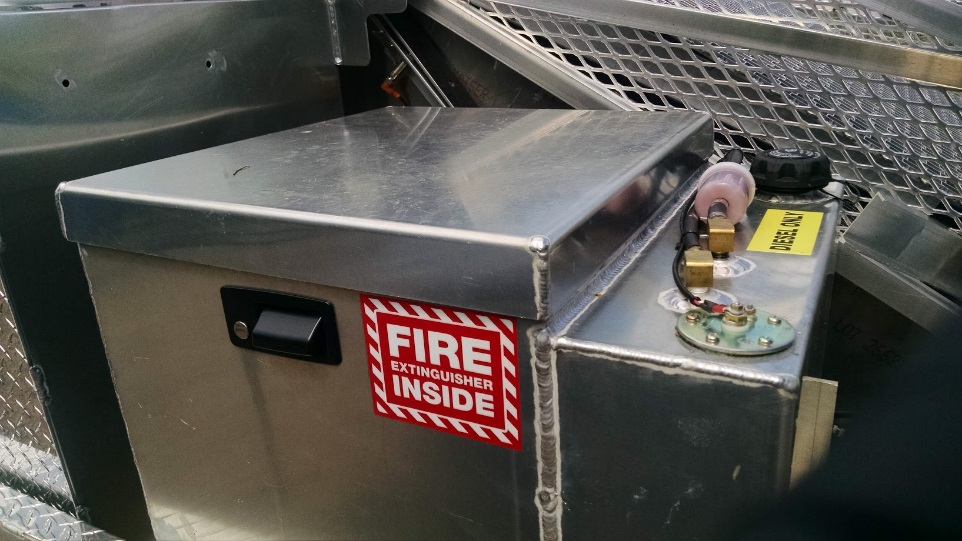 FIRE
EXTINGUISHER
INSIDE
DIESEL ONLY